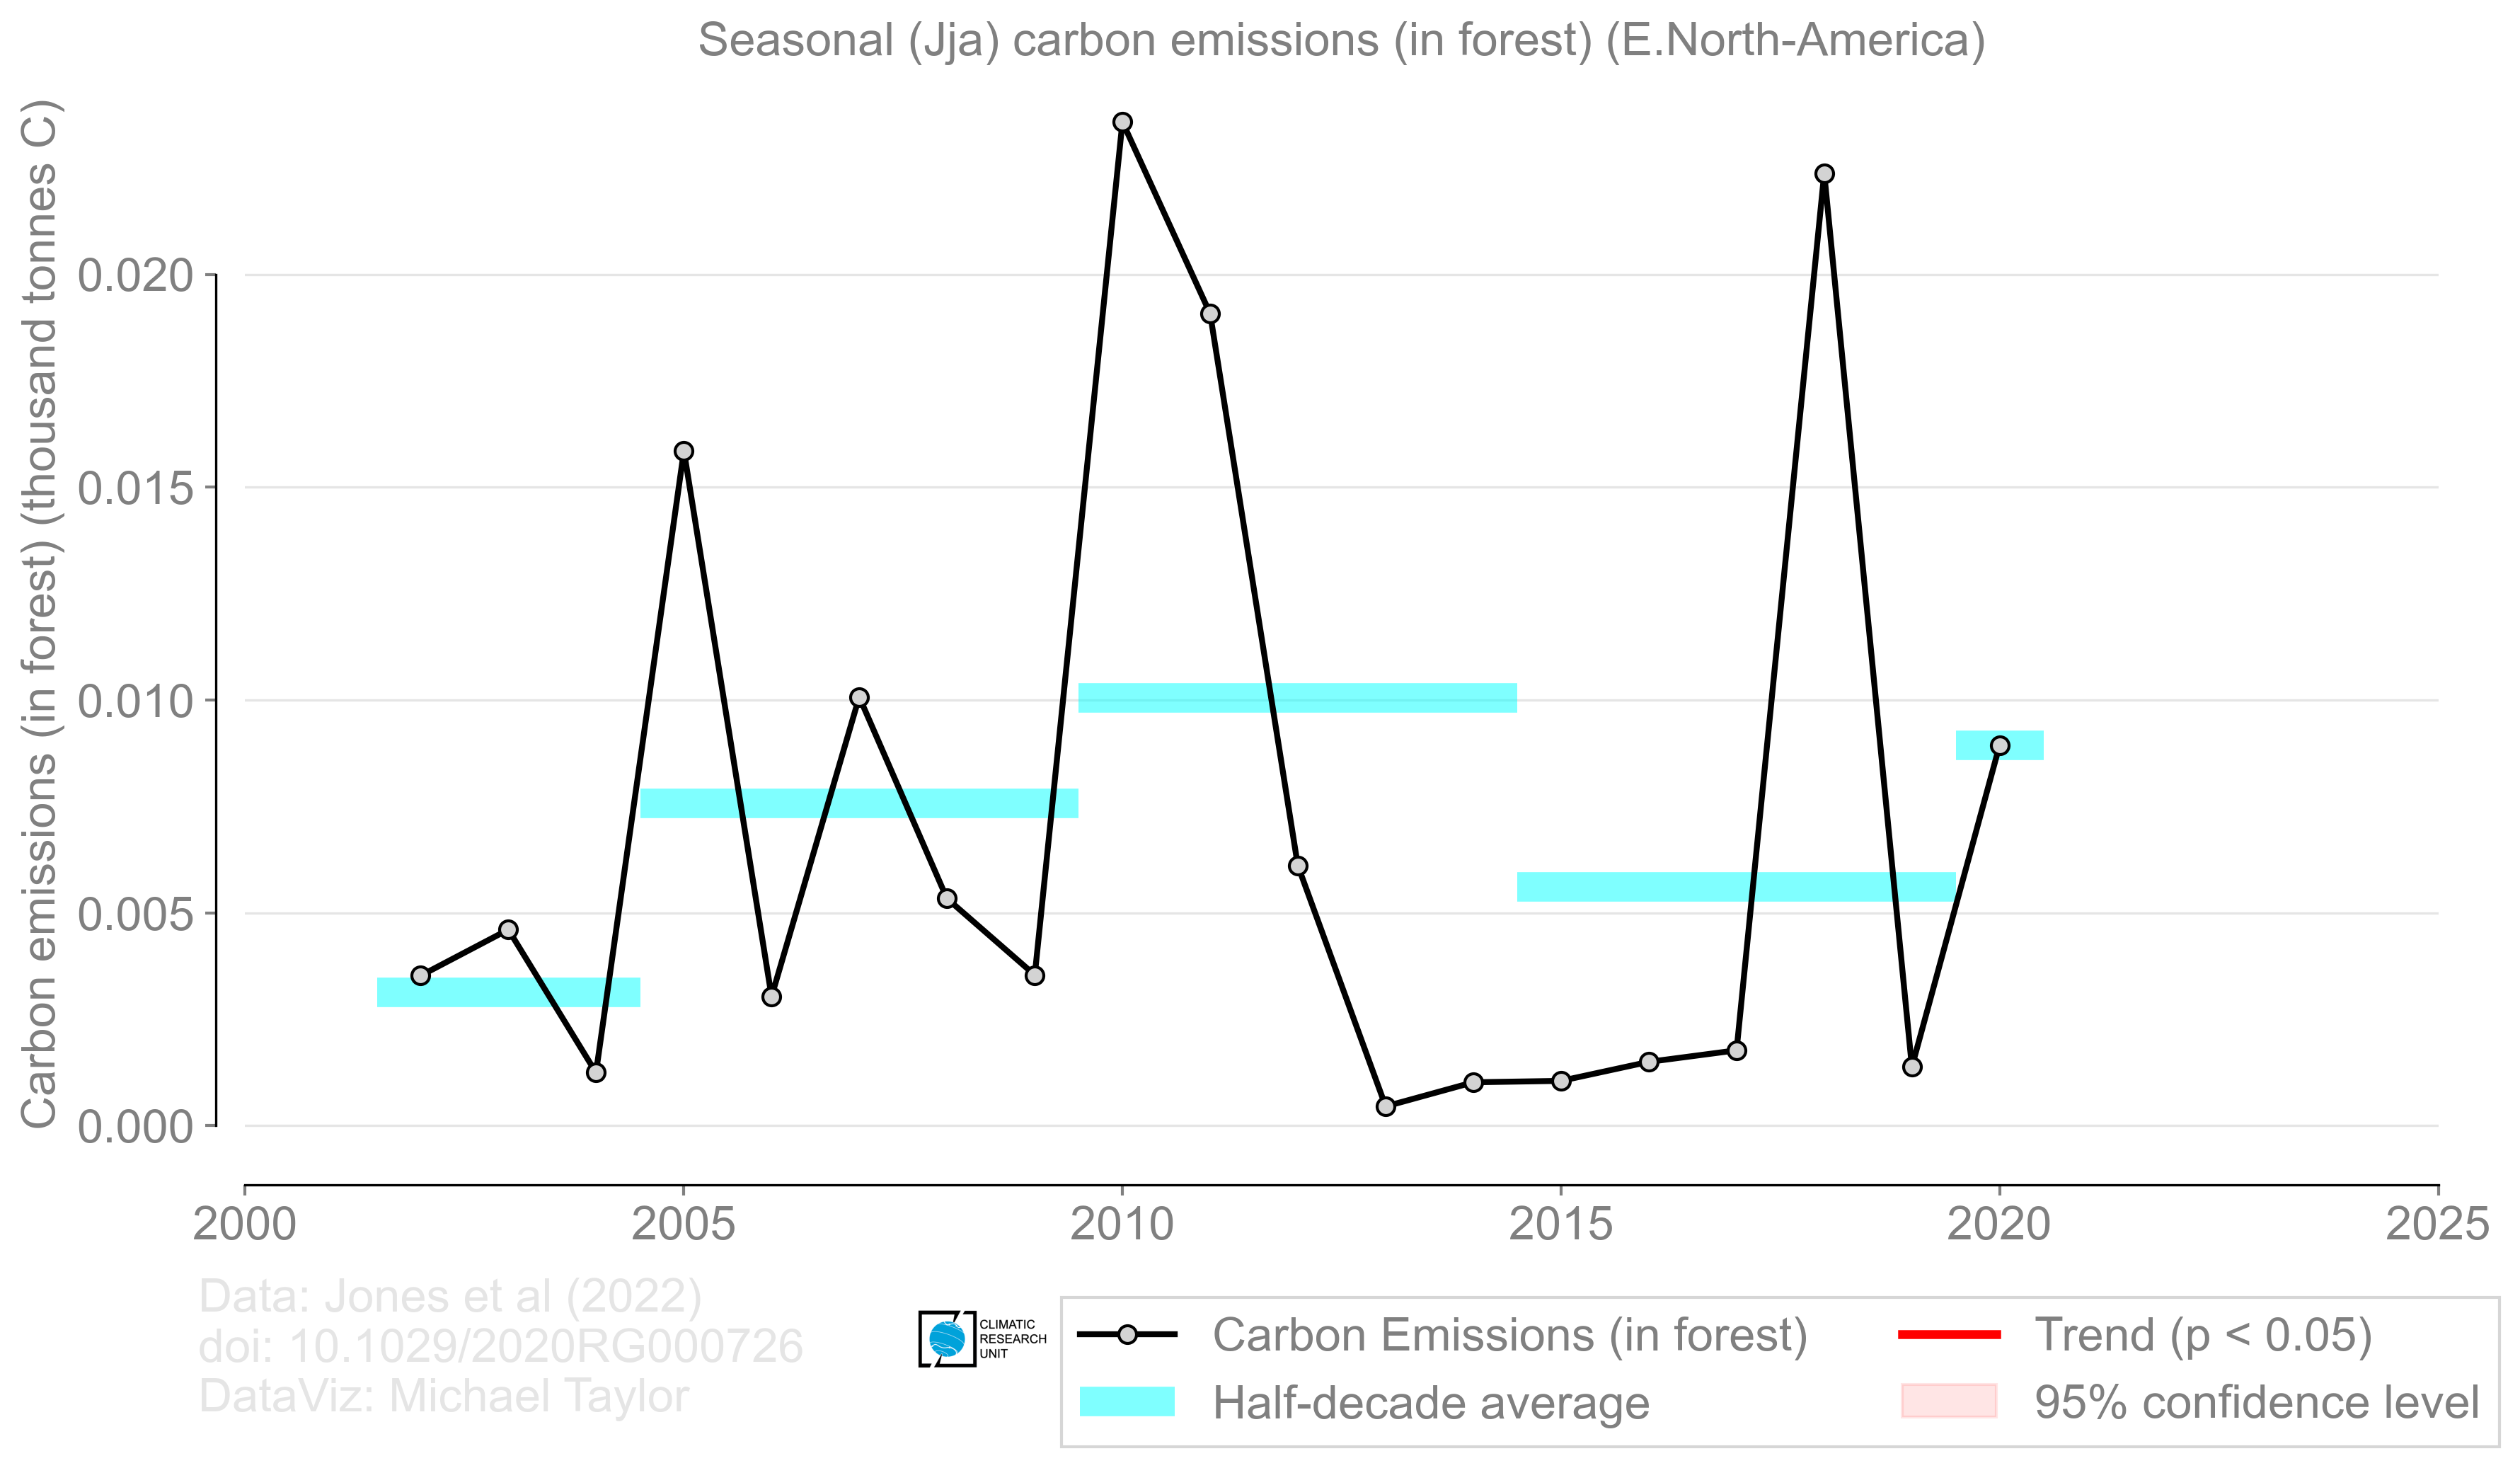 Seasonal (Jja) carbon emissions (in forest) (E.North-America)
Carbon emissions (in forest) (thousand tonnes C)
0.020
0.015
0.010
0.005
0.000
2000
2005
2010
2015
2020
2025
Data: Jones et al (2022)
doi: 10.1029/2020RG000726
DataViz: Michael Taylor
CLIMATIC
RESEARCH
UNIT
Carbon Emissions (in forest)
Half-decade average
Trend (p < 0.05)
95% confidence level